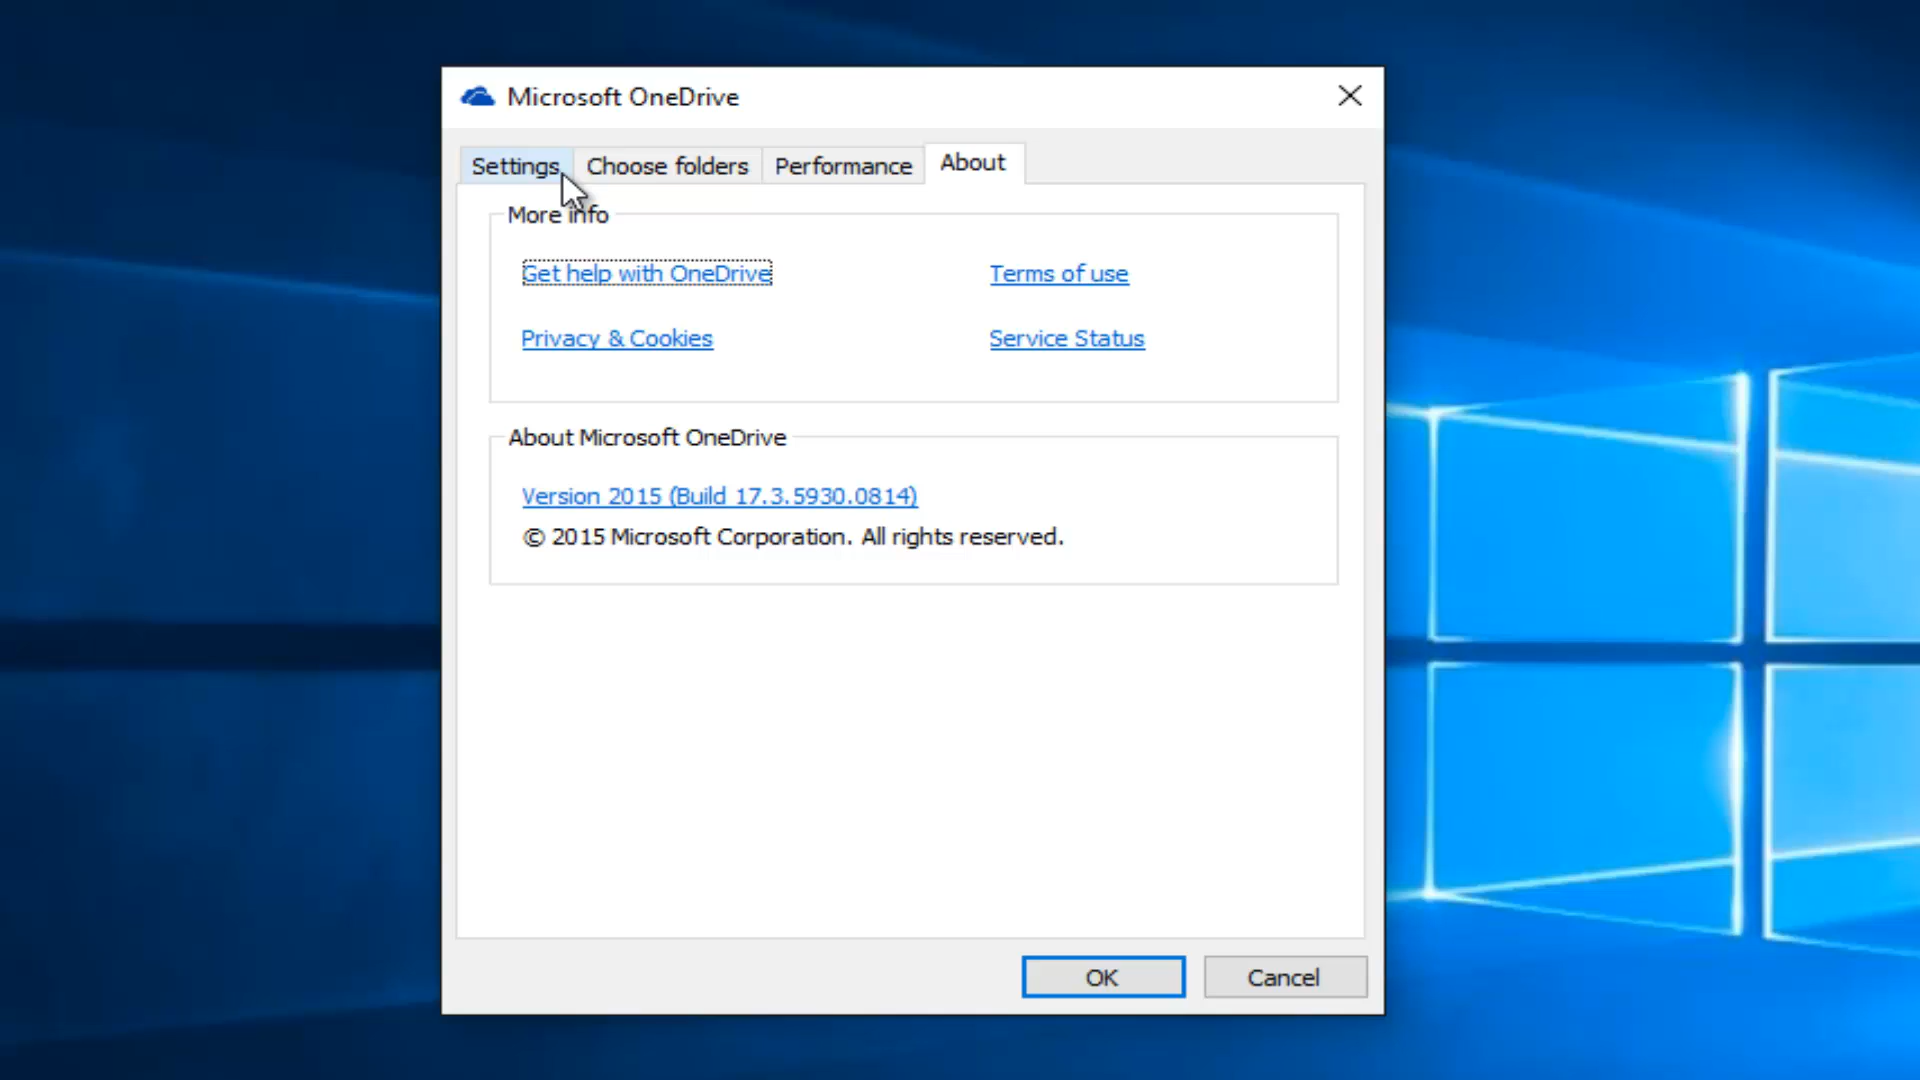 Microsoft OneDrive
Settings Choose folders Performance About
More info
Get help with OneDrive Terms of use
Privacy & Cookies Service Status
About Microsoft OneDrive
Version 2015 (Build 17.3.5930.0814)
© 2015 Microsoft Corporation. All rights reserved.
OK Cancel